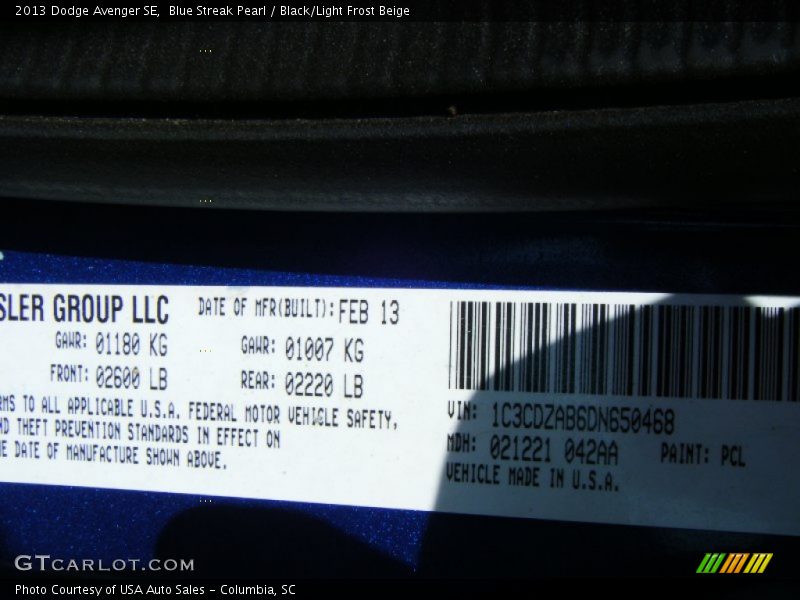 2013 Dodge Avenger SE,  Blue Streak Pearl / Black/Light Frost Beige
SLER GROUP LLC
DATE OF MFR(BUILT): FEB 13
GAWR: 01180 KG
GAWR: 01007 KG
FRONT: 02600 LB
REAR: 02220 LB
RMS TO ALL APPLICABLE U.S.A. FEDERAL MOTOR VEHICLE SAFETY,
ND THEFT PREVENTION STANDARDS IN EFFECT ON
E DATE OF MANUFACTURE SHOWN ABOVE.
VIN: 1C3CDZAB6DN650468
MDH: 021221 042AA
PAINT: PCL
VEHICLE MADE IN U.S.A.
GTCARLOT.COM
Photo Courtesy of USA Auto Sales - Columbia, SC